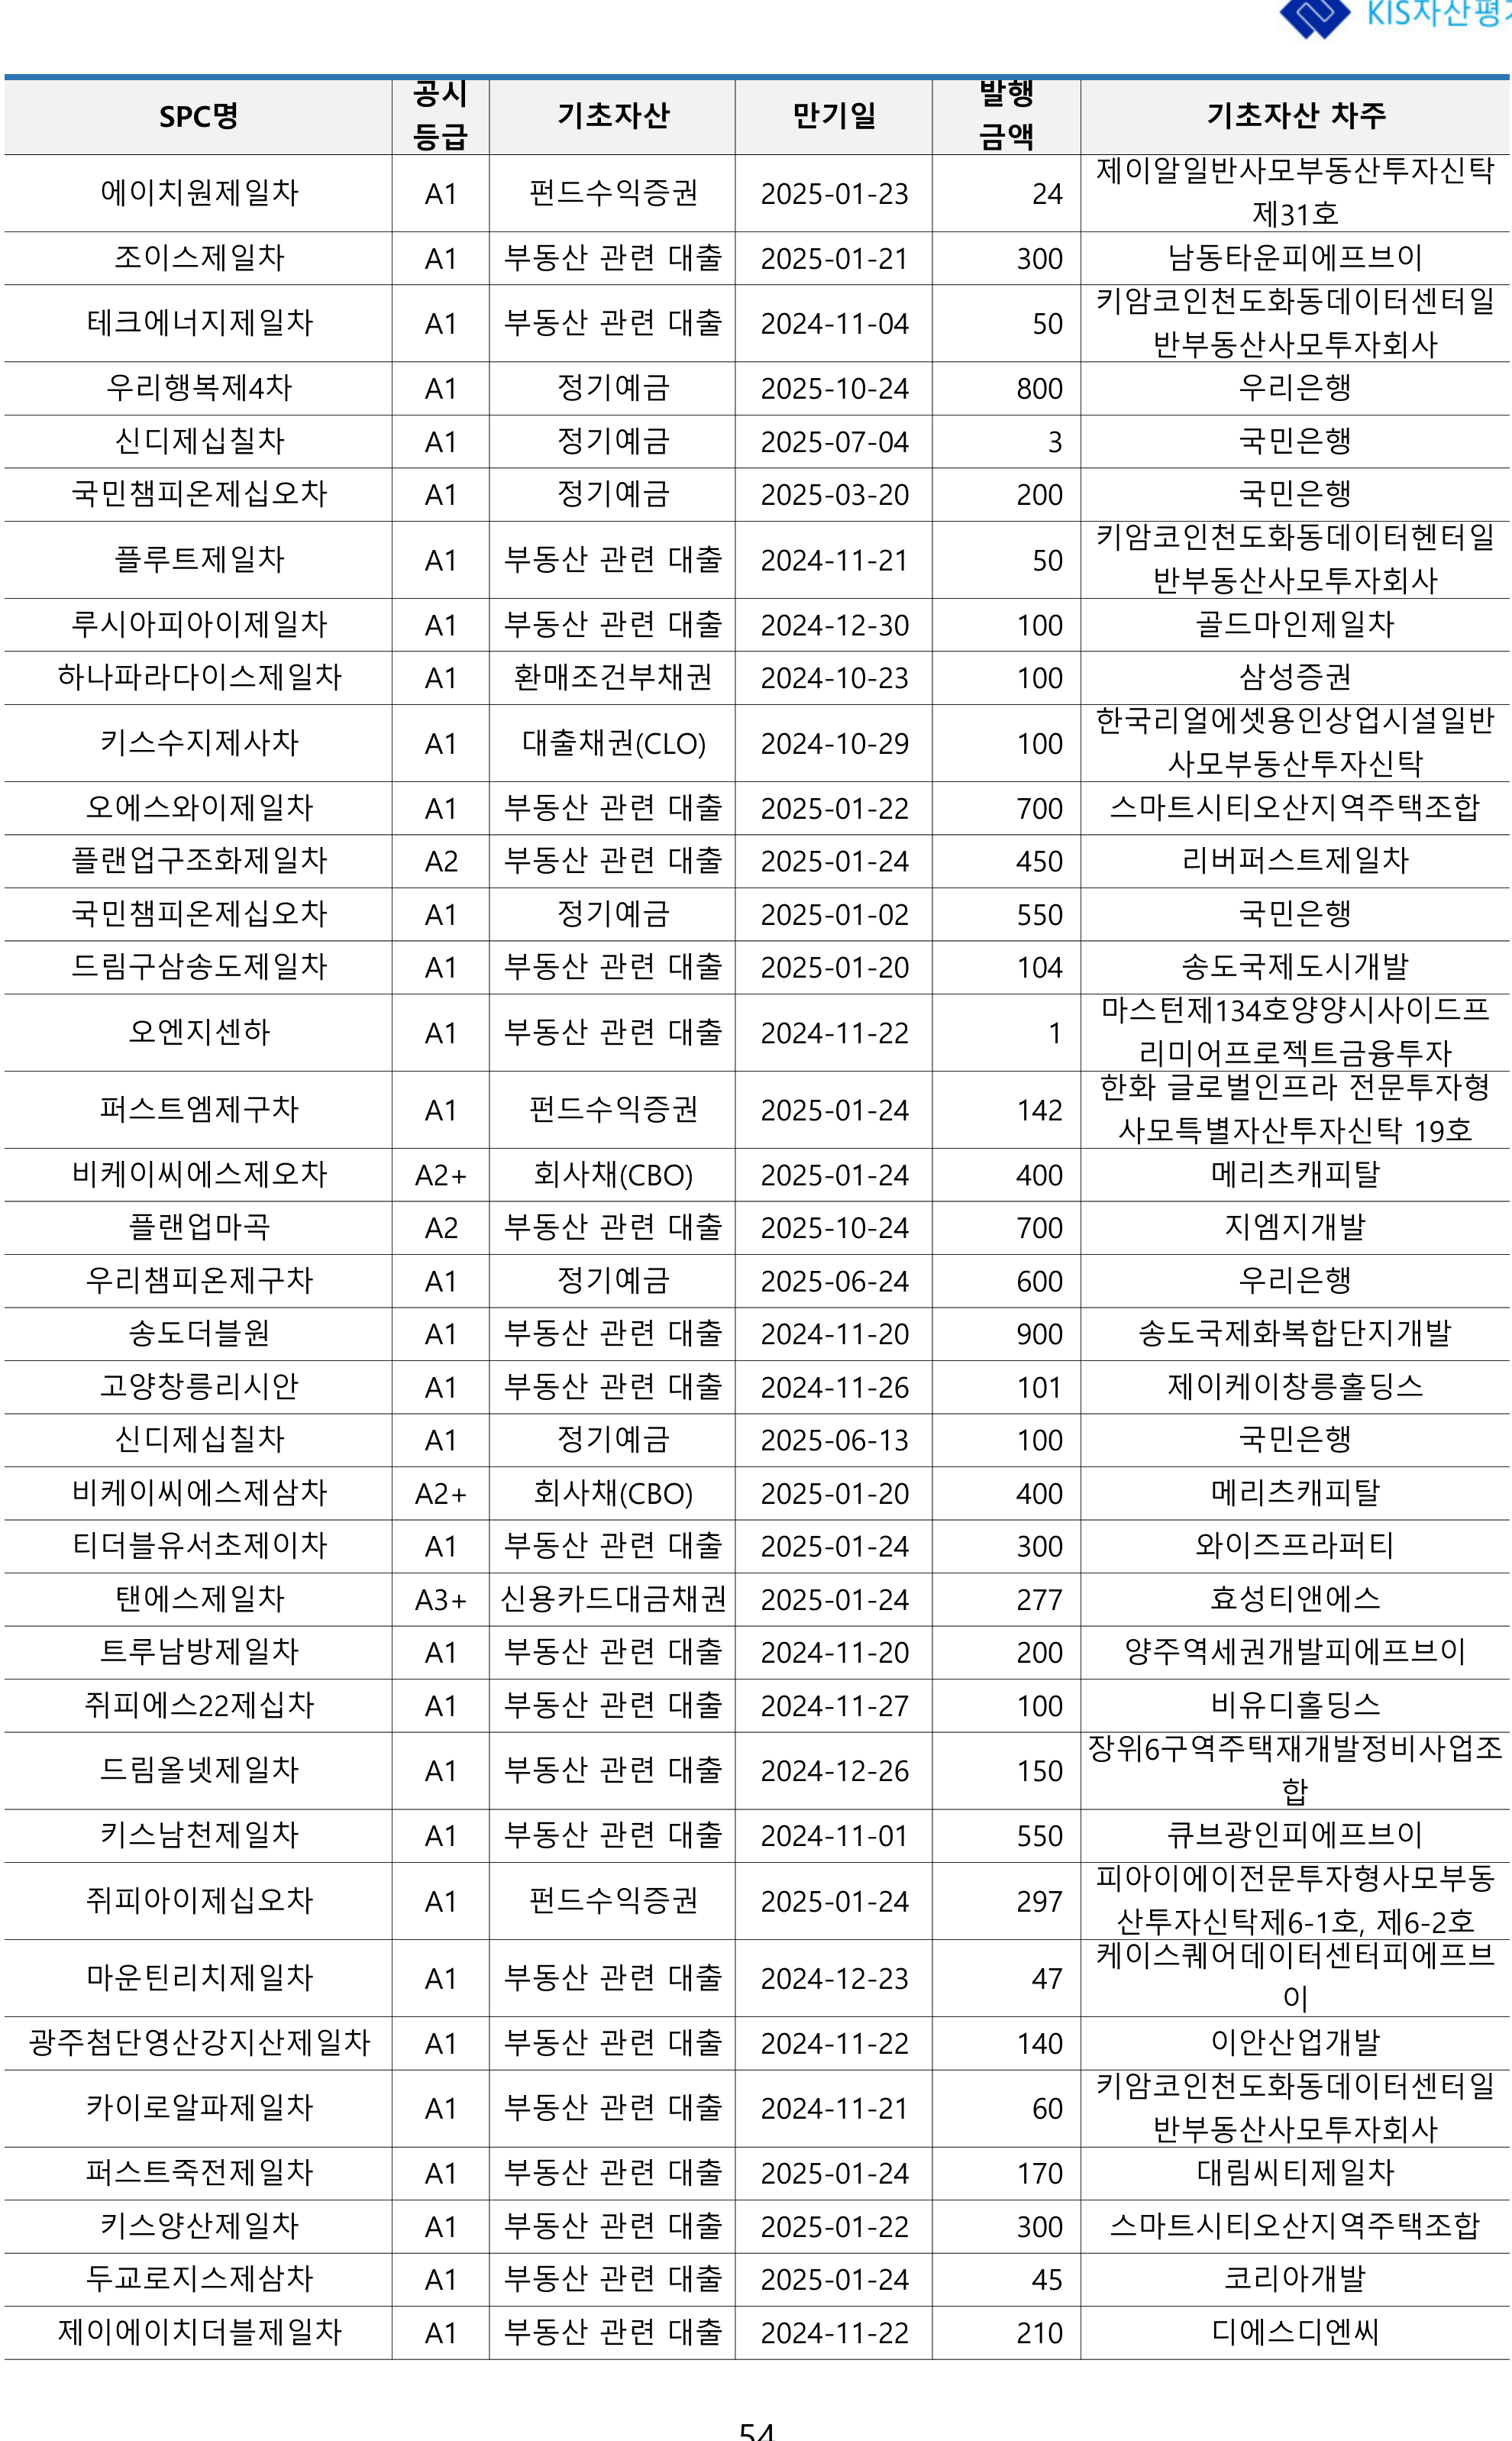 KIS자산평가
SPC명 공시등급 기초자산 만기일 발행금액 기초자산 차주
에이치원제일차 A1 펀드수익증권 2025-01-23 24 제이알일반사모부동산투자신탁
제31호
조이스제일차 A1 부동산 관련 대출 2025-01-21 300 남동타운피에프브이
테크에너지제일차 A1 부동산 관련 대출 2024-11-04 50 키암코인천도화동데이터센터일
반부동산사모투자회사
우리행복제4차 A1 정기예금 2025-10-24 800 우리은행
신디제십칠차 A1 정기예금 2025-07-04 3 국민은행
국민챔피온제십오차 A1 정기예금 2025-03-20 200 국민은행
플루트제일차 A1 부동산 관련 대출 2024-11-21 50 키암코인천도화동데이터헨터일
반부동산사모투자회사
루시아피아이제일차 A1 부동산 관련 대출 2024-12-30 100 골드마인제일차
하나파라다이스제일차 A1 환매조건부채권 2024-10-23 100 삼성증권
키스수지제사차 A1 대출채권(CLO) 2024-10-29 100 한국리얼에셋용인상업시설일반
사모부동산투자신탁
오에스와이제일차 A1 부동산 관련 대출 2025-01-22 700 스마트시티오산지역주택조합
플랜업구조화제일차 A2 부동산 관련 대출 2025-01-24 450 리버퍼스트제일차
국민챔피온제십오차 A1 정기예금 2025-01-02 550 국민은행
드림구삼송도제일차 A1 부동산 관련 대출 2025-01-20 104 송도국제도시개발
오엔지센하 A1 부동산 관련 대출 2024-11-22 1 마스턴제134호양양시사이드프
리미어프로젝트금융투자
퍼스트엠제구차 A1 펀드수익증권 2025-01-24 142 한화 글로벌인프라 전문투자형
사모특별자산투자신탁 19호
비케이씨에스제오차 A2+ 회사채(CBO) 2025-01-24 400 메리츠캐피탈
플랜업마곡 A2 부동산 관련 대출 2025-10-24 700 지엠지개발
우리챔피온제구차 A1 정기예금 2025-06-24 600 우리은행
송도더블원 A1 부동산 관련 대출 2024-11-20 900 송도국제화복합단지개발
고양창릉리시안 A1 부동산 관련 대출 2024-11-26 101 제이케이창릉홀딩스
신디제십칠차 A1 정기예금 2025-06-13 100 국민은행
비케이씨에스제삼차 A2+ 회사채(CBO) 2025-01-20 400 메리츠캐피탈
티더블유서초제이차 A1 부동산 관련 대출 2025-01-24 300 와이즈프라퍼티
탠에스제일차 A3+ 신용카드대금채권 2025-01-24 277 효성티앤에스
트루남방제일차 A1 부동산 관련 대출 2024-11-20 200 양주역세권개발피에프브이
쥐피에스22제십차 A1 부동산 관련 대출 2024-11-27 100 비유디홀딩스
드림올넷제일차 A1 부동산 관련 대출 2024-12-26 150 장위6구역주택재개발정비사업조
합
키스남천제일차 A1 부동산 관련 대출 2024-11-01 550 큐브광인피에프브이
쥐피아이제십오차 A1 펀드수익증권 2025-01-24 297 피아이에이전문투자형사모부동
산투자신탁제6-1호, 제6-2호
마운틴리치제일차 A1 부동산 관련 대출 2024-12-23 47 케이스퀘어데이터센터피에프브
이
광주첨단영산강지산제일차 A1 부동산 관련 대출 2024-11-22 140 이안산업개발
카이로알파제일차 A1 부동산 관련 대출 2024-11-21 60 키암코인천도화동데이터센터일
반부동산사모투자회사
퍼스트죽전제일차 A1 부동산 관련 대출 2025-01-24 170 대림씨티제일차
키스양산제일차 A1 부동산 관련 대출 2025-01-22 300 스마트시티오산지역주택조합
두교로지스제삼차 A1 부동산 관련 대출 2025-01-24 45 코리아개발
제이에이치더블제일차 A1 부동산 관련 대출 2024-11-22 210 디에스디엔씨
54